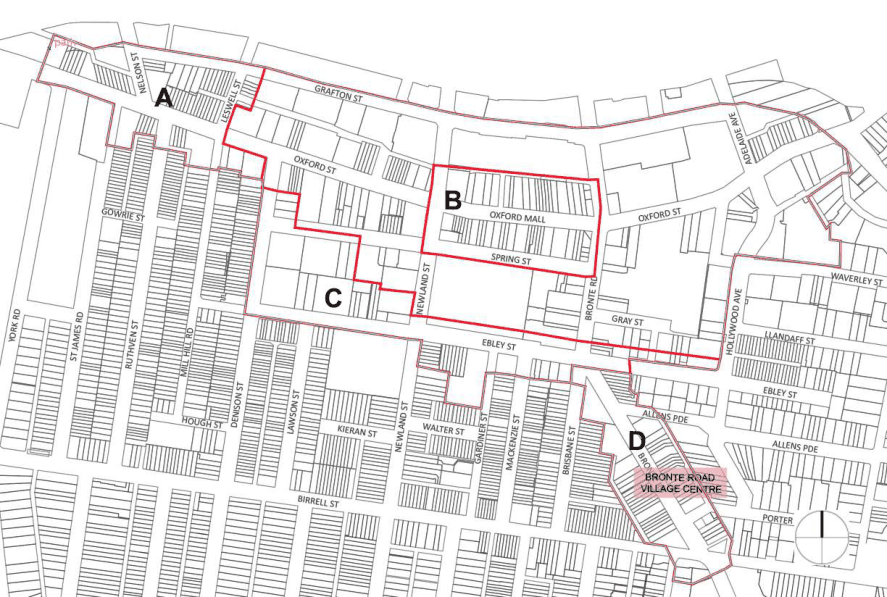 path
NELSON ST
A
LESWELL ST
GRAFTON ST
ADELAIDE AVE
OXFORD ST
B
OXFORD MALL
OXFORD ST
GOWRIE ST
SPRING ST
WAVERLEY ST
NEWLAND ST
BRONTE RD
C
GRAY ST
HOLLYWOOD AVE
YORK RD
ST JAMES RD
RUTHVEN ST
MILL HILL RD
LLANDAFF ST
EBLEY ST
EBLEY ST
DENISON ST
LAWSON ST
NEWLAND ST
HOUGH ST
KIERAN ST
WALTER ST
GARDINER ST
MACKENZIE ST
BRISBANE ST
ALLENS PDE
D
ALLENS PDE
BRO
BRONTE ROAD
VILLAGE CENTRE
BIRRELL ST
PORTER